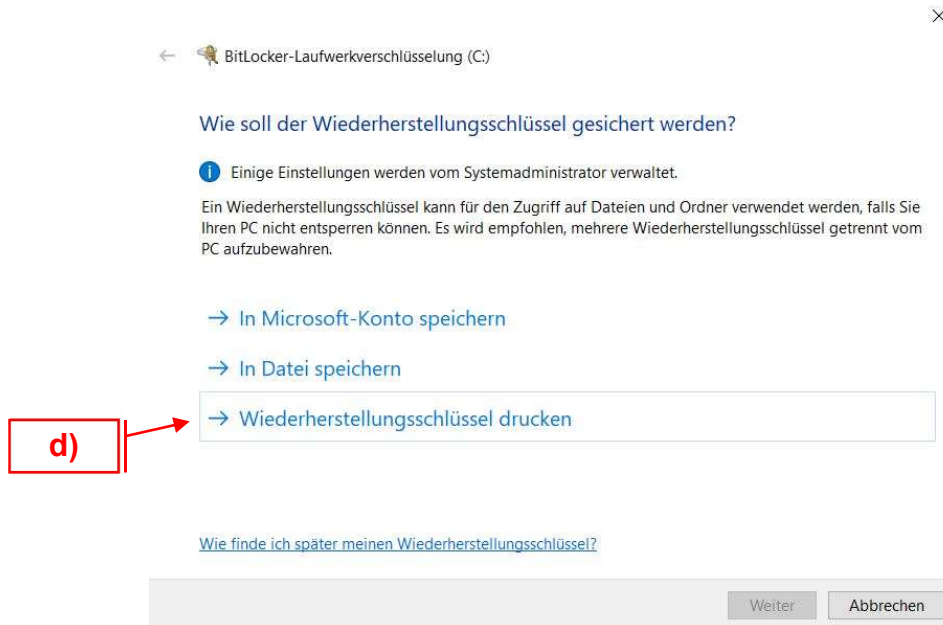 BitLocker-Laufwerkverschlüsselung (C:)
Wie soll der Wiederherstellungsschlüssel gesichert werden?
Einige Einstellungen werden vom Systemadministrator verwaltet.
Ein Wiederherstellungsschlüssel kann für den Zugriff auf Dateien und Ordner verwendet werden, falls Sie
Ihren PC nicht entsperren können. Es wird empfohlen, mehrere Wiederherstellungsschlüssel getrennt vom
PC aufzubewahren.
→ In Microsoft-Konto speichern
→ In Datei speichern
→ Wiederherstellungsschlüssel drucken
d)
Wie finde ich später meinen Wiederherstellungsschlüssel?
Weiter Abbrechen